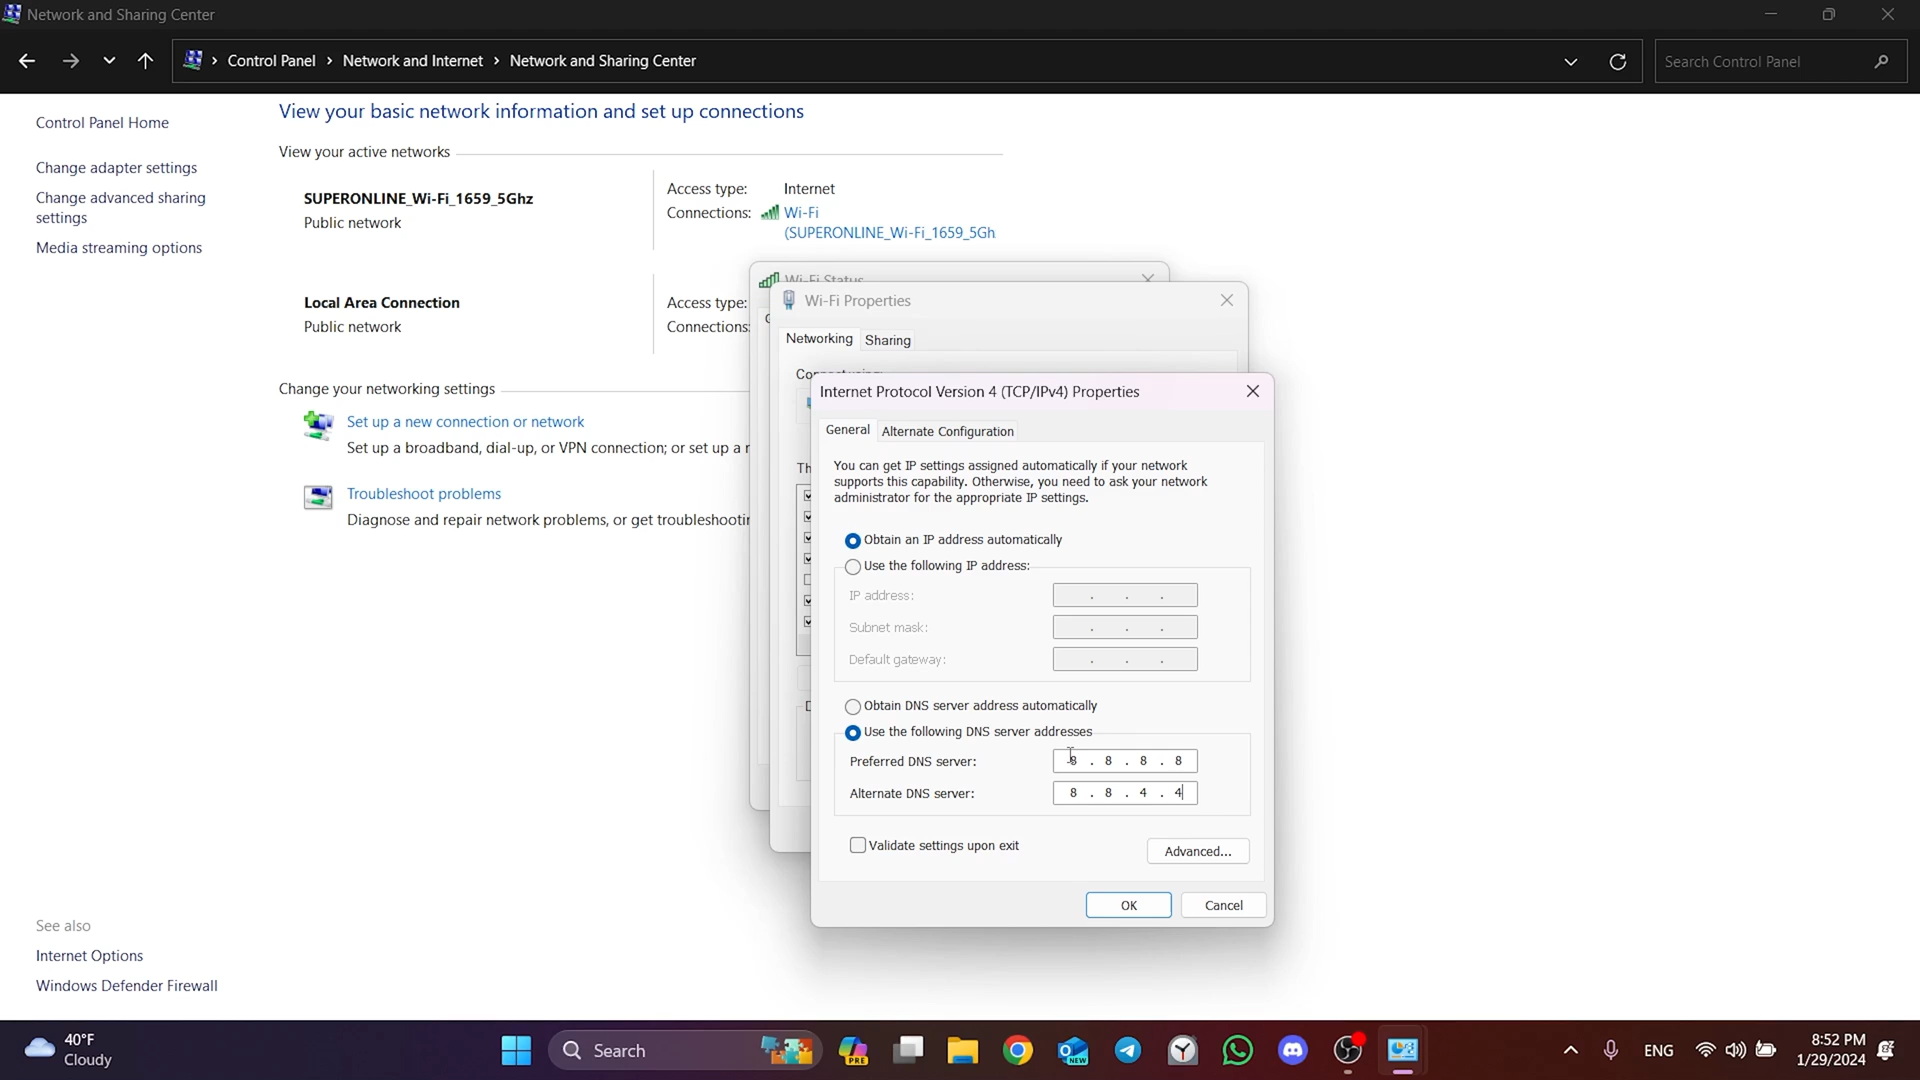 Network and Sharing Center
Control Panel › Network and Internet › Network and Sharing Center
Search Control Panel
Control Panel Home
Change adapter settings
Change advanced sharing
settings
Media streaming options
See also
Internet Options
Windows Defender Firewall
View your basic network information and set up connections
View your active networks
SUPERONLINE_Wi-Fi_1659_5Ghz
Public network
Access type: Internet
Connections: Wi-Fi
(SUPERONLINE_Wi-Fi_1659_5Gh
Local Area Connection
Public network
Access type:
Connections:
Change your networking settings
Set up a new connection or network
Set up a broadband, dial-up, or VPN connection; or set up a r
Troubleshoot problems
Diagnose and repair network problems, or get troubleshootin
Wi-Fi Status
Wi-Fi Properties
Networking Sharing
Internet Protocol Version 4 (TCP/IPv4) Properties
General Alternate Configuration
You can get IP settings assigned automatically if your network
supports this capability. Otherwise, you need to ask your network
administrator for the appropriate IP settings.
Obtain an IP address automatically
Use the following IP address:
IP address: . . .
Subnet mask: . . .
Default gateway: . . .
Obtain DNS server address automatically
Use the following DNS server addresses
Preferred DNS server: 8 . 8 . 8 . 8
Alternate DNS server: 8 . 8 . 4 . 4
Validate settings upon exit
Advanced...
OK Cancel
40°F
Cloudy
Search
PRE
NEW
ENG
8:52 PM
1/29/2024